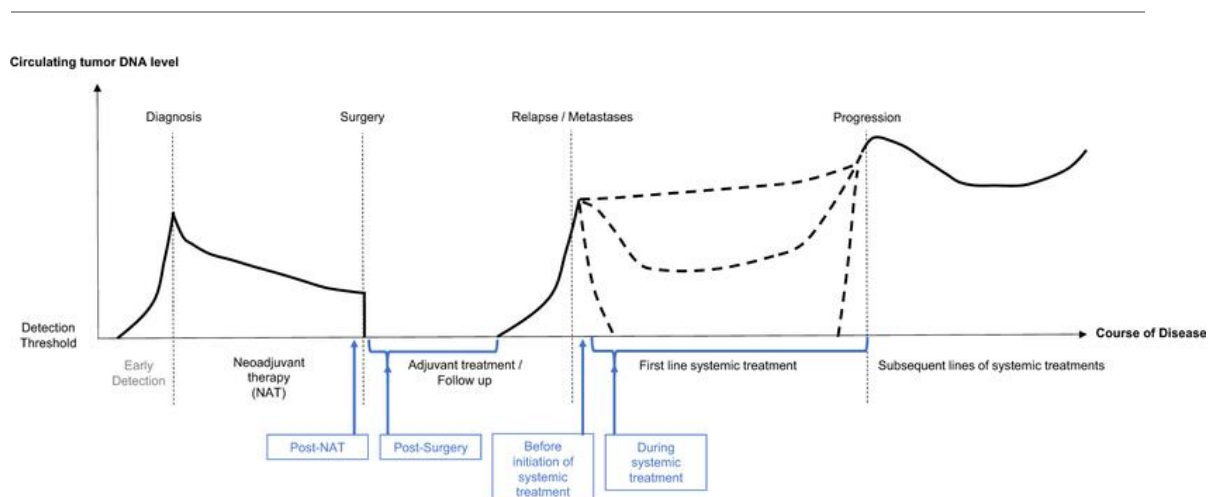 Circulating tumor DNA level
Diagnosis
Surgery
Relapse / Metastases
Progression
Detection
Threshold
Course of Disease
Early
Detection
Neoadjuvant
therapy
(NAT)
Adjuvant treatment /
Follow up
First line systemic treatment
Subsequent lines of systemic treatments
Post-NAT
Post-Surgery
Before
initiation of
systemic
treatment
During
systemic
treatment